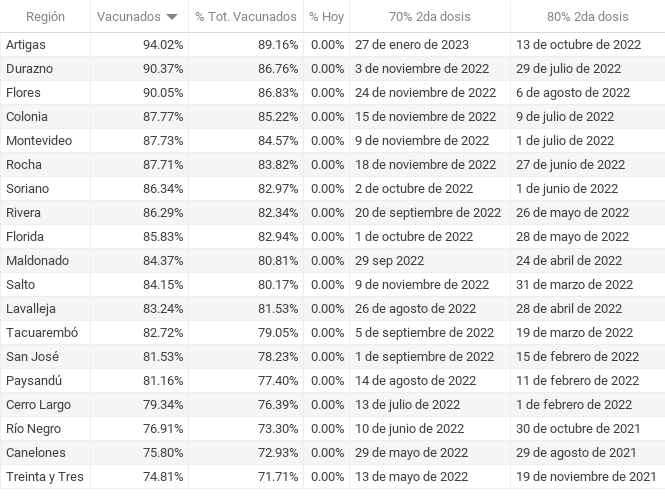 Región Vacunados % Tot. Vacunados % Hoy 70% 2da dosis 80% 2da dosis
Artigas 94.02% 89.16% 0.00% 27 de enero de 2023 13 de octubre de 2022
Durazno 90.37% 86.76% 0.00% 3 de noviembre de 2022 29 de julio de 2022
Flores 90.05% 86.83% 0.00% 24 de noviembre de 2022 6 de agosto de 2022
Colonia 87.77% 85.22% 0.00% 15 de noviembre de 2022 9 de julio de 2022
Montevideo 87.73% 84.57% 0.00% 9 de noviembre de 2022 1 de julio de 2022
Rocha 87.71% 83.82% 0.00% 18 de noviembre de 2022 27 de junio de 2022
Soriano 86.34% 82.97% 0.00% 2 de octubre de 2022 1 de junio de 2022
Rivera 86.29% 82.34% 0.00% 20 de septiembre de 2022 26 de mayo de 2022
Florida 85.83% 82.94% 0.00% 1 de octubre de 2022 28 de mayo de 2022
Maldonado 84.37% 80.81% 0.00% 29 sep 2022 24 de abril de 2022
Salto 84.15% 80.17% 0.00% 9 de noviembre de 2022 31 de marzo de 2022
Lavalleja 83.24% 81.53% 0.00% 26 de agosto de 2022 28 de abril de 2022
Tacuarembó 82.72% 79.05% 0.00% 5 de septiembre de 2022 19 de marzo de 2022
San José 81.53% 78.23% 0.00% 1 de septiembre de 2022 15 de febrero de 2022
Paysandú 81.16% 77.40% 0.00% 14 de agosto de 2022 11 de febrero de 2022
Cerro Largo 79.34% 76.39% 0.00% 13 de julio de 2022 1 de febrero de 2022
Río Negro 76.91% 73.30% 0.00% 10 de junio de 2022 30 de octubre de 2021
Canelones 75.80% 72.93% 0.00% 29 de mayo de 2022 29 de agosto de 2021
Treinta y Tres 74.81% 71.71% 0.00% 13 de mayo de 2022 19 de noviembre de 2021